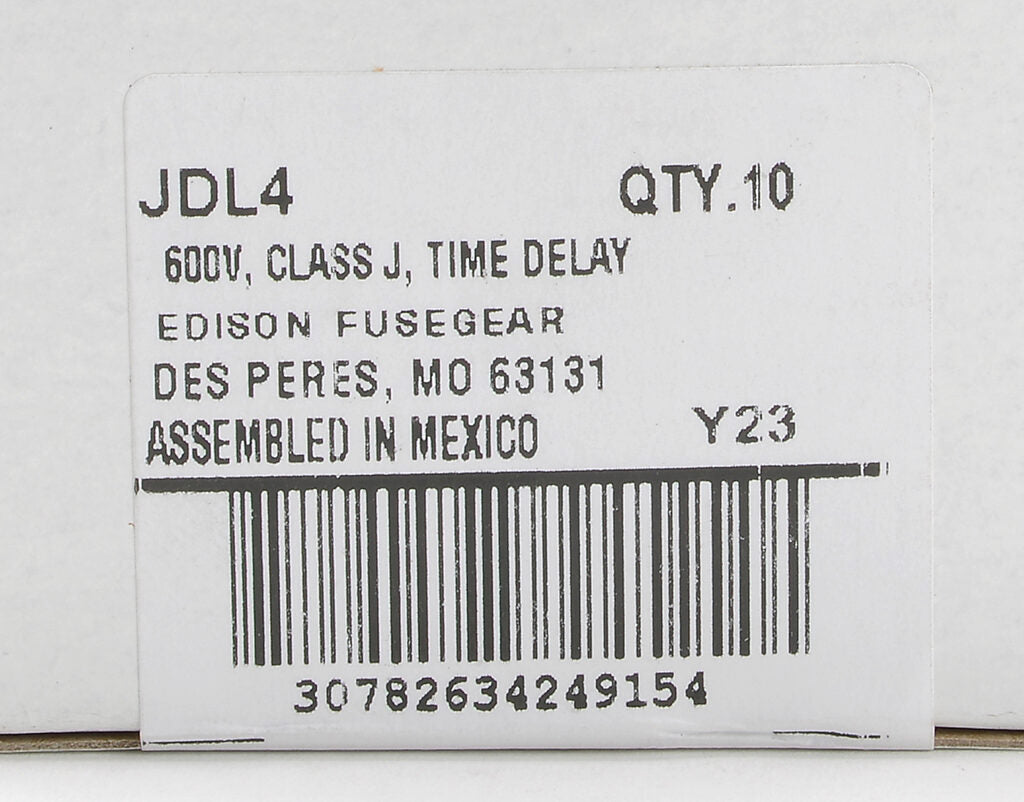 JDL4 QTY.10
600V, CLASS J, TIME DELAY
EDISON FUSEGEAR
DES PERES, MO 63131
ASSEMBLED IN MEXICO Y23
30782634249154